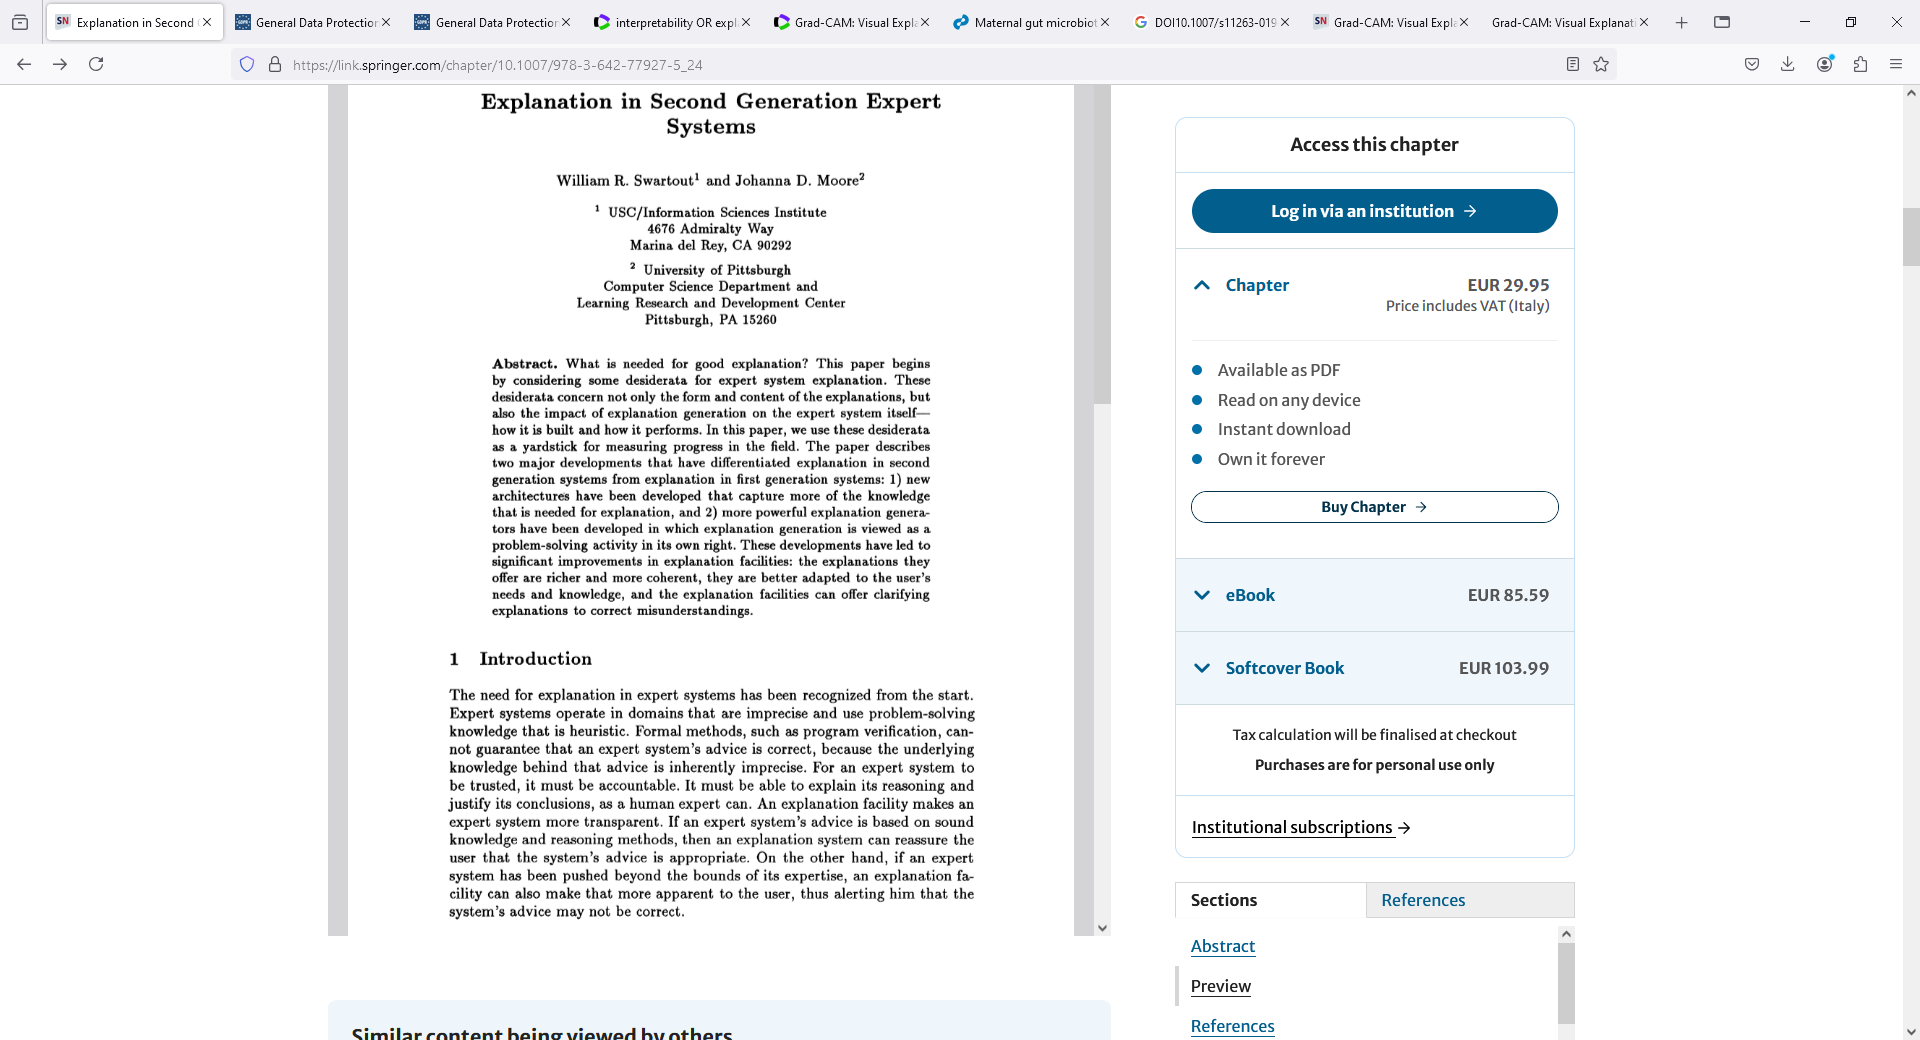 Explanation in Second
General Data Protection
General Data Protection
interpretability OR expl
Grad-CAM: Visual Expla
Maternal gut microbiot
DOI10.1007/s11263-019
Grad-CAM: Visual Expla
Grad-CAM: Visual Explanati
https://link.springer.com/chapter/10.1007/978-3-642-77927-5_24
Explanation in Second Generation Expert
Systems
William R. Swartout1 and Johanna D. Moore2
1 USC/Information Sciences Institute
4676 Admiralty Way
Marina del Rey, CA 90292
2 University of Pittsburgh
Computer Science Department and
Learning Research and Development Center
Pittsburgh, PA 15260
Abstract. What is needed for good explanation? This paper begins
by considering some desiderata for expert system explanation. These
desiderata concern not only the form and content of the explanations, but
also the impact of explanation generation on the expert system itself—
how it is built and how it performs. In this paper, we use these desiderata
as a yardstick for measuring progress in the field. The paper describes
two major developments that have differentiated explanation in second
generation systems from explanation in first generation systems: 1) new
architectures have been developed that capture more of the knowledge
that is needed for explanation, and 2) more powerful explanation genera-
tors have been developed in which explanation generation is viewed as a
problem-solving activity in its own right. These developments have led to
significant improvements in explanation facilities: the explanations they
offer are richer and more coherent, they are better adapted to the user's
needs and knowledge, and the explanation facilities can offer clarifying
explanations to correct misunderstandings.
1 Introduction
The need for explanation in expert systems has been recognized from the start.
Expert systems operate in domains that are imprecise and use problem-solving
knowledge that is heuristic. Formal methods, such as program verification, can-
not guarantee that an expert system's advice is correct, because the underlying
knowledge behind that advice is inherently imprecise. For an expert system to
be trusted, it must be accountable. It must be able to explain its reasoning and
justify its conclusions, as a human expert can. An explanation facility makes an
expert system more transparent. If an expert system's advice is based on sound
knowledge and reasoning methods, then an explanation system can reassure the
user that the system's advice is appropriate. On the other hand, if an expert
system has been pushed beyond the bounds of its expertise, an explanation fa-
cility can also make that more apparent to the user, thus alerting him that the
system's advice may not be correct.
Similar content being viewed by others
Access this chapter
Log in via an institution →
Chapter EUR 29.95
Price includes VAT (Italy)
Available as PDF
Read on any device
Instant download
Own it forever
Buy Chapter →
eBook EUR 85.59
Softcover Book EUR 103.99
Tax calculation will be finalised at checkout
Purchases are for personal use only
Institutional subscriptions →
Sections References
Abstract
Preview
References